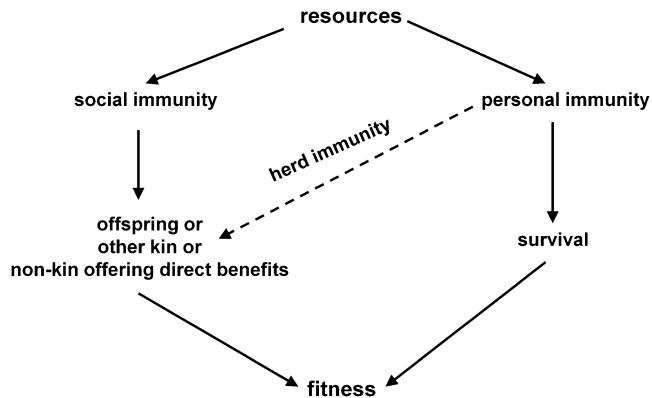 resources
social immunity
personal immunity
herd immunity
offspring or
other kin or
non-kin offering direct benefits
survival
fitness